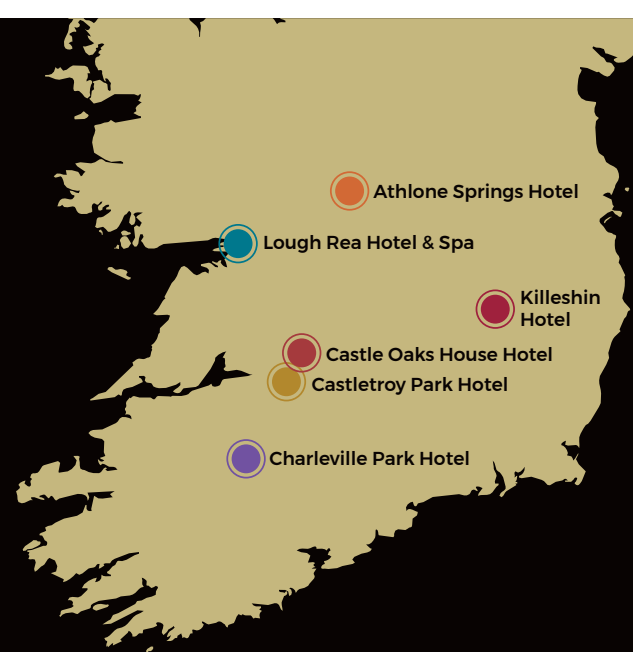 Athlone Springs Hotel
Lough Rea Hotel & Spa
Killeshin
Hotel
Castle Oaks House Hotel
Castletroy Park Hotel
Charleville Park Hotel